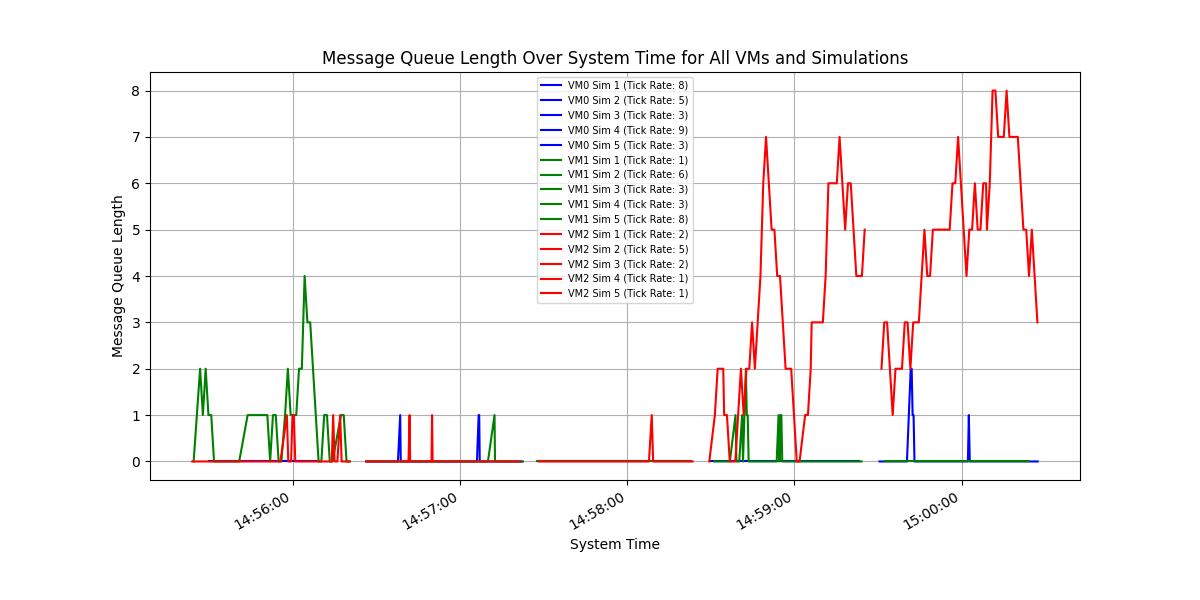 Message Queue Length Over System Time for All VMs and Simulations
VM0 Sim 1 (Tick Rate: 8)
VM0 Sim 2 (Tick Rate: 5)
VM0 Sim 3 (Tick Rate: 3)
VM0 Sim 4 (Tick Rate: 9)
VM0 Sim 5 (Tick Rate: 3)
VM1 Sim 1 (Tick Rate: 1)
VM1 Sim 2 (Tick Rate: 6)
VM1 Sim 3 (Tick Rate: 3)
VM1 Sim 4 (Tick Rate: 3)
VM1 Sim 5 (Tick Rate: 8)
VM2 Sim 1 (Tick Rate: 2)
VM2 Sim 2 (Tick Rate: 5)
VM2 Sim 3 (Tick Rate: 2)
VM2 Sim 4 (Tick Rate: 1)
VM2 Sim 5 (Tick Rate: 1)
Message Queue Length
8
7
6
5
4
3
2
1
0
14:56:00
14:57:00
14:58:00
14:59:00
15:00:00
System Time